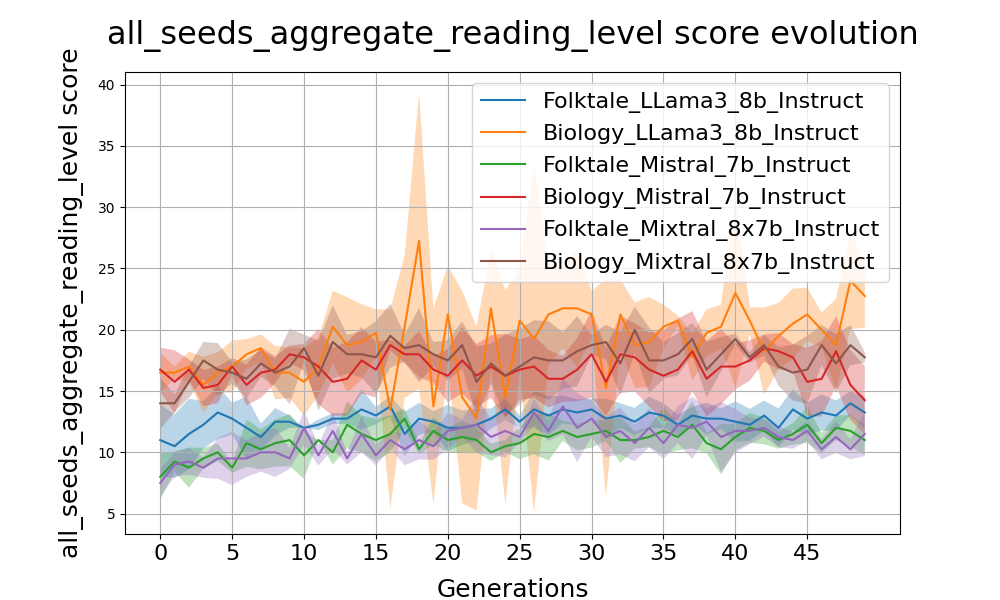 all_seeds_aggregate_reading_level score evolution
all_seeds_aggregate_reading_level score
40
35
30
25
20
15
10
5
Folktale_LLama3_8b_Instruct
Biology_LLama3_8b_Instruct
Folktale_Mistral_7b_Instruct
Biology_Mistral_7b_Instruct
Folktale_Mixtral_8x7b_Instruct
Biology_Mixtral_8x7b_Instruct
0 5 10 15 20 25 30 35 40 45
Generations